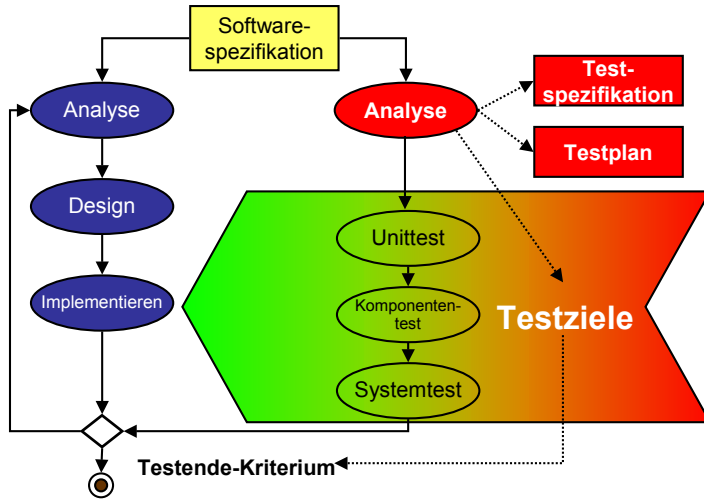 Software-
spezifikation
Analyse
Analyse
Test-
spezifikation
Testplan
Design
Unittest
Implementieren
Komponenten-
test
Testziele
Systemtest
Testende-Kriterium